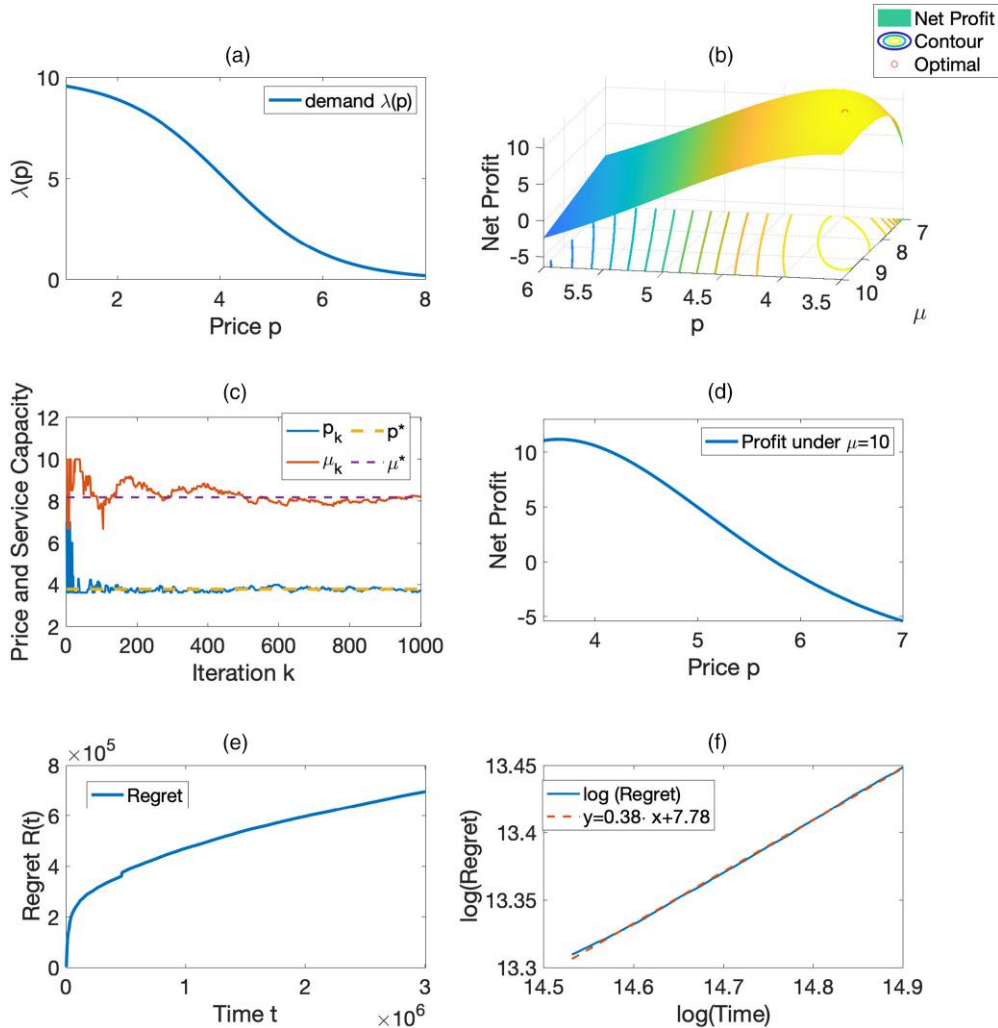 (a)
10
5
0
λ(p)
demand λ(p)
2 4 6 8
Price p
(b)
Net Profit
Contour
Optimal
10
5
0
-5
Net Profit
6 5.5 5 4.5 4 3.5
p
7
8
9
10
μ
(c)
12
10
8
6
4
2
Price and Service Capacity
p_k p*
μ_k μ*
0 200 400 600 800 1000
Iteration k
(d)
10
5
0
-5
Net Profit
Profit under μ=10
4 5 6 7
Price p
(e)
×10^5
8
6
4
2
0
Regret R(t)
Regret
0 1 2 3
Time t
×10^6
(f)
13.45
13.4
13.35
13.3
log(Regret)
log (Regret)
y=0.38· x+7.78
14.5 14.6 14.7 14.8 14.9
log(Time)